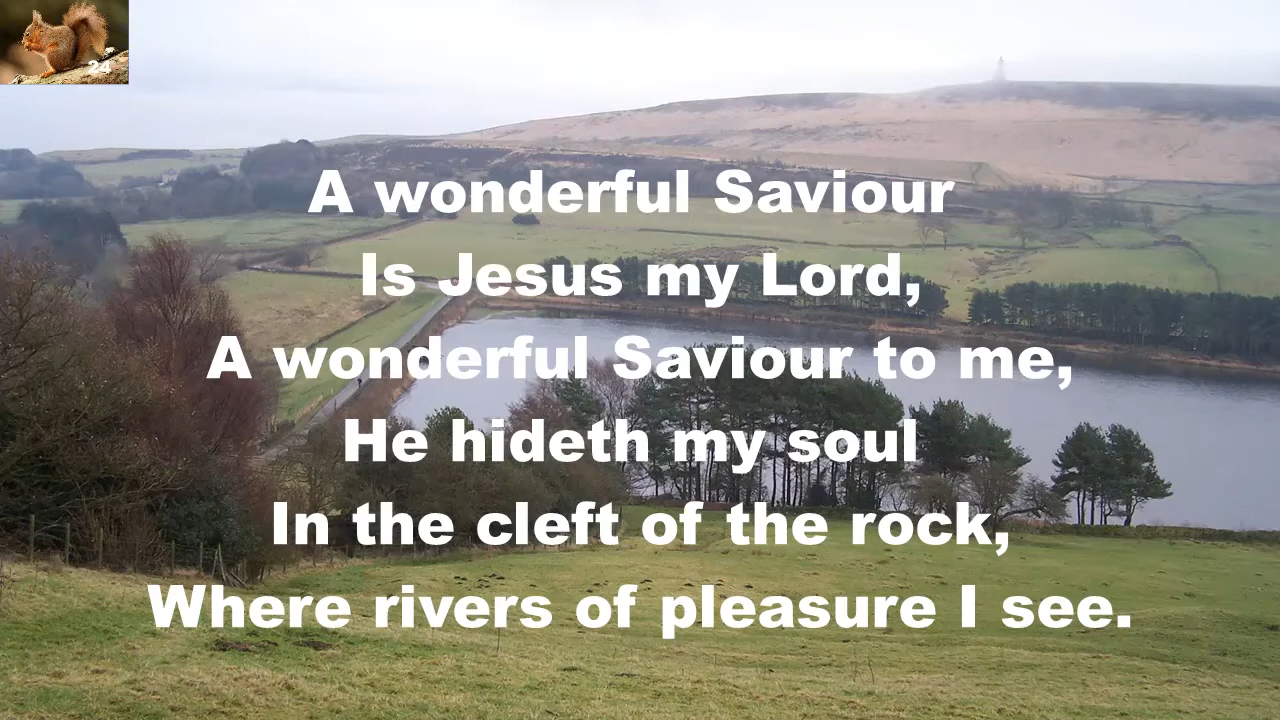 24
A wonderful Saviour
Is Jesus my Lord,
A wonderful Saviour to me,
He hideth my soul
In the cleft of the rock,
Where rivers of pleasure I see.